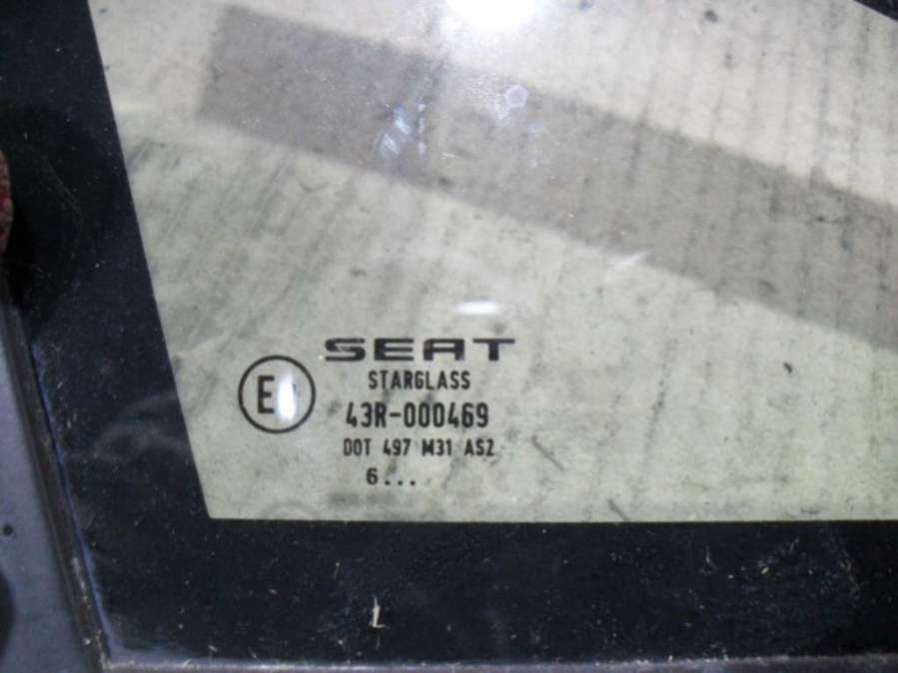 SEAT
STARGLASS
E
43R-000469
DOT 497 M31 AS2
6...